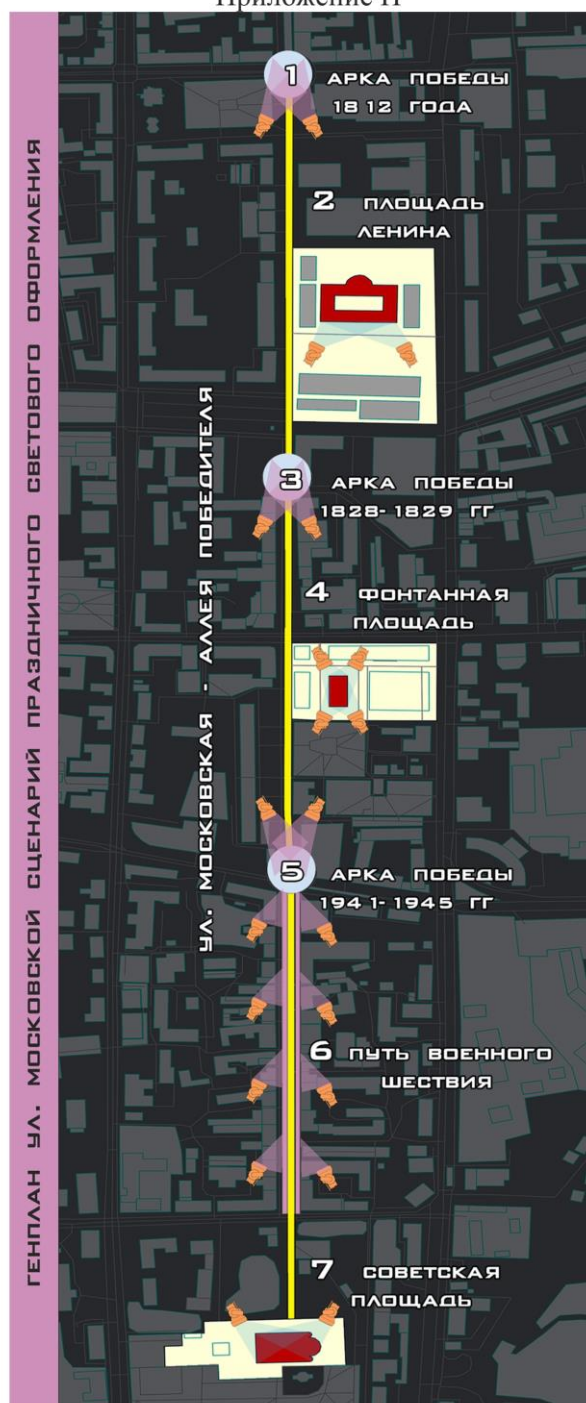 Приложение П
ГЕНПЛАН УЛ. МОСКОВСКОЙ СЦЕНАРИЙ ПРАЗДНИЧНОГО СВЕТОВОГО ОФОРМЛЕНИЯ
УЛ. МОСКОВСКАЯ - АЛЛЕЯ ПОБЕДИТЕЛЯ
1 АРКА ПОБЕДЫ
1812 ГОДА
2 ПЛОЩАДЬ
ЛЕНИНА
3 АРКА ПОБЕДЫ
1828-1829 ГГ
4 ФОНТАННАЯ
ПЛОЩАДЬ
5 АРКА ПОБЕДЫ
1941-1945 ГГ
6 ПУТЬ ВОЕННОГО
ШЕСТВИЯ
7 СОВЕТСКАЯ
ПЛОЩАДЬ